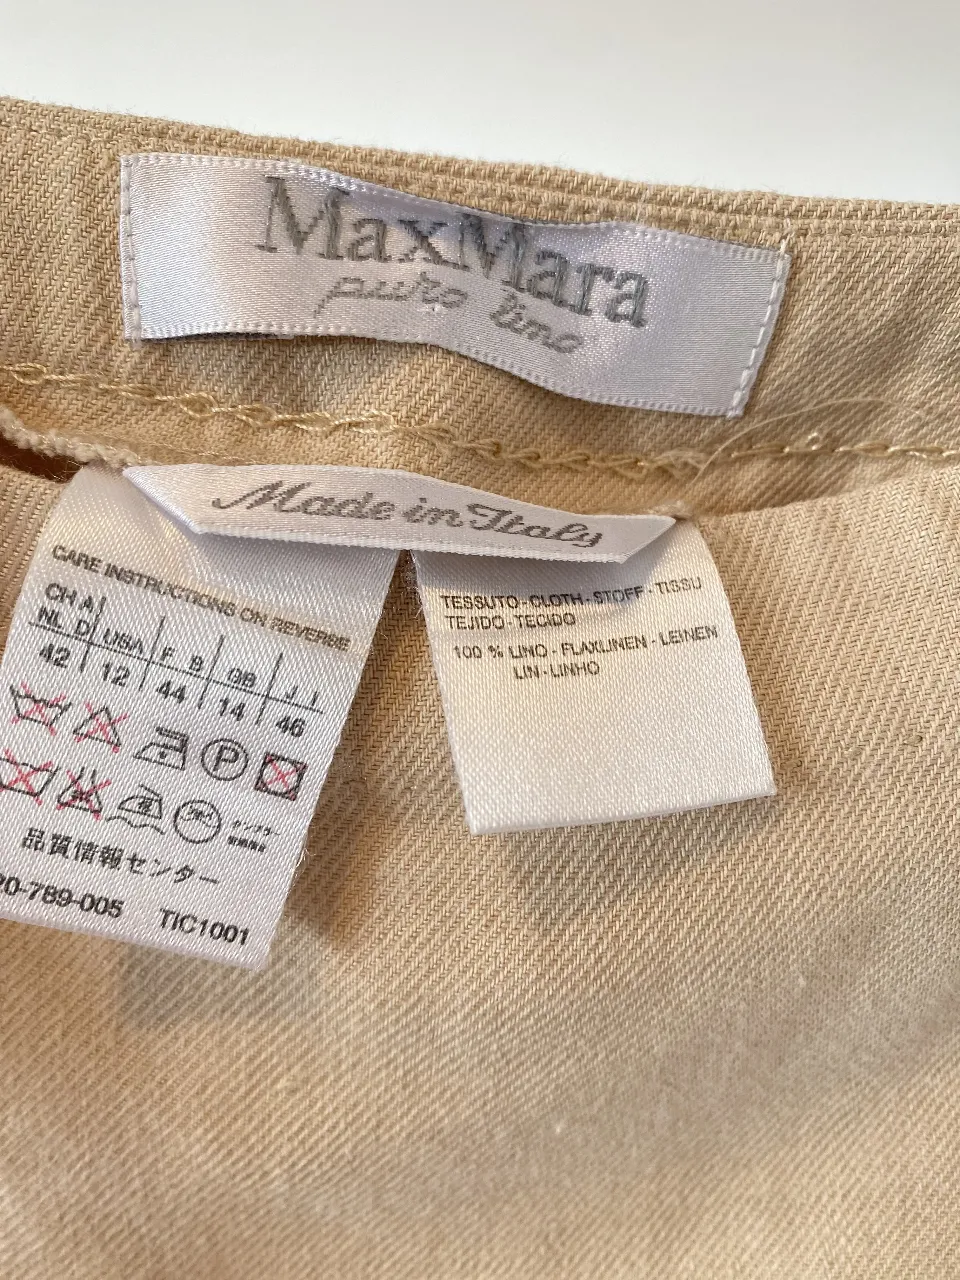 MaxMara
puro lino
Made in Italy
CARE INSTRUCTIONS ON REVERSE
CH A
NL D USA F B GB I
42 12 44 14 46
P
品質情報センター
20-789-005 TIC1001
TESSUTO - CLOTH - STOFF - TISSU
TEJIDO - TECIDO
100 % LINO - FLAXLINEN - LEINEN
LIN - LINHO